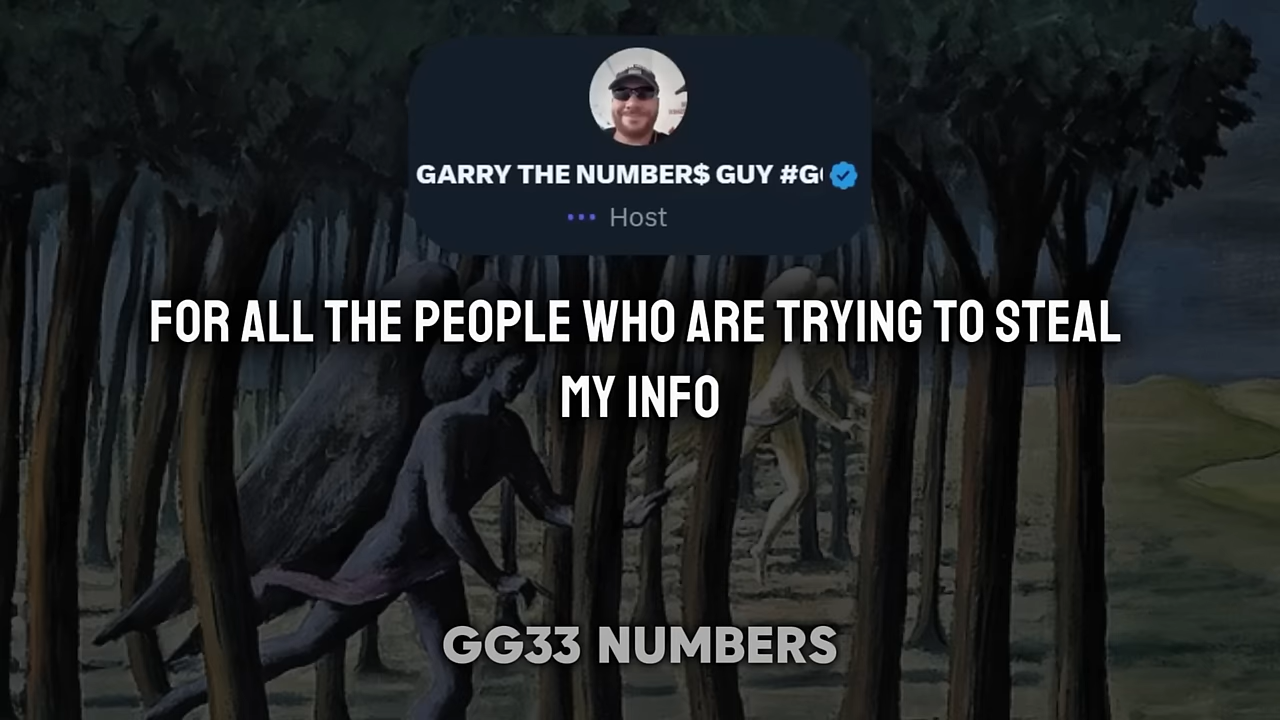 GARRY THE NUMBER$ GUY #G
Host
FOR ALL THE PEOPLE WHO ARE TRYING TO STEAL
MY INFO
GG33 NUMBERS